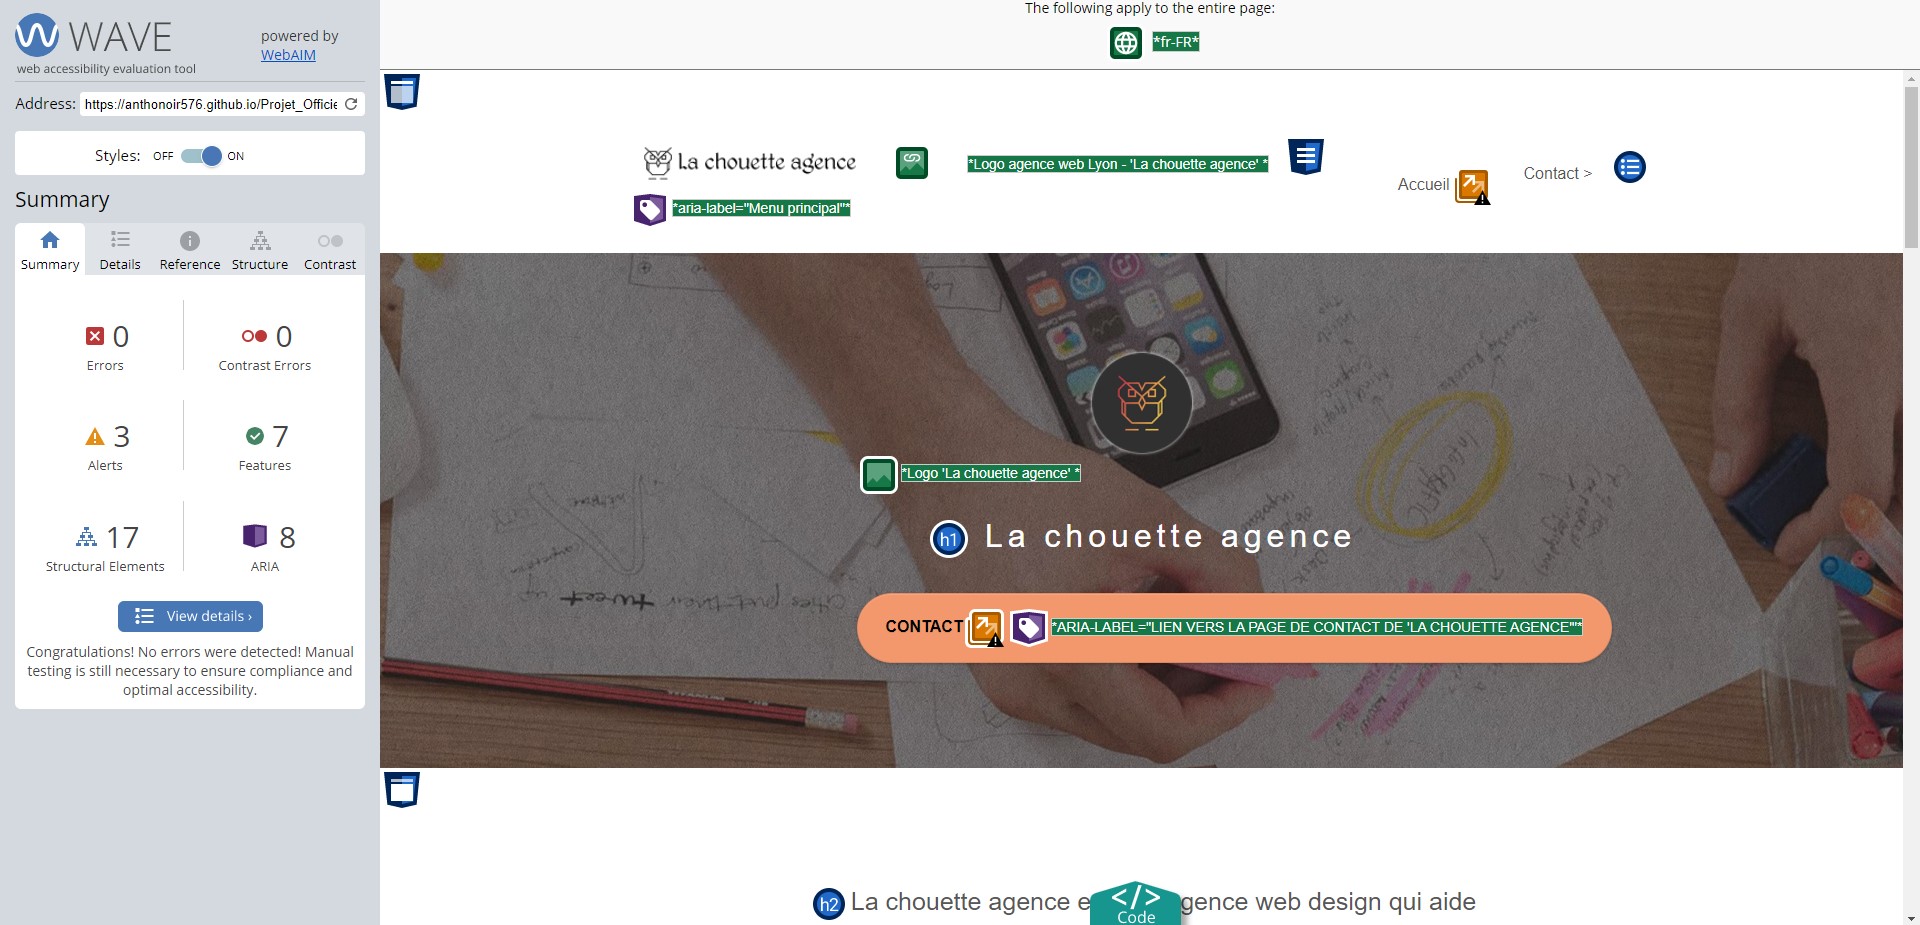 WAVE
powered by
WebAIM
web accessibility evaluation tool
Address: https://anthonoir576.github.io/Projet_Officie
Styles: OFF ON
Summary
Summary Details Reference Structure Contrast
0 0
Errors Contrast Errors
3 7
Alerts Features
17 8
Structural Elements ARIA
View details ›
Congratulations! No errors were detected! Manual
testing is still necessary to ensure compliance and
optimal accessibility.
The following apply to the entire page:
*fr-FR*
La chouette agence *Logo agence web Lyon - 'La chouette agence' *
Accueil Contact >
*aria-label="Menu principal"*
*Logo 'La chouette agence' *
h1 La chouette agence
CONTACT *ARIA-LABEL="LIEN VERS LA PAGE DE CONTACT DE 'LA CHOUETTE AGENCE'"*
h2 La chouette agence e gence web design qui aide
</> Code